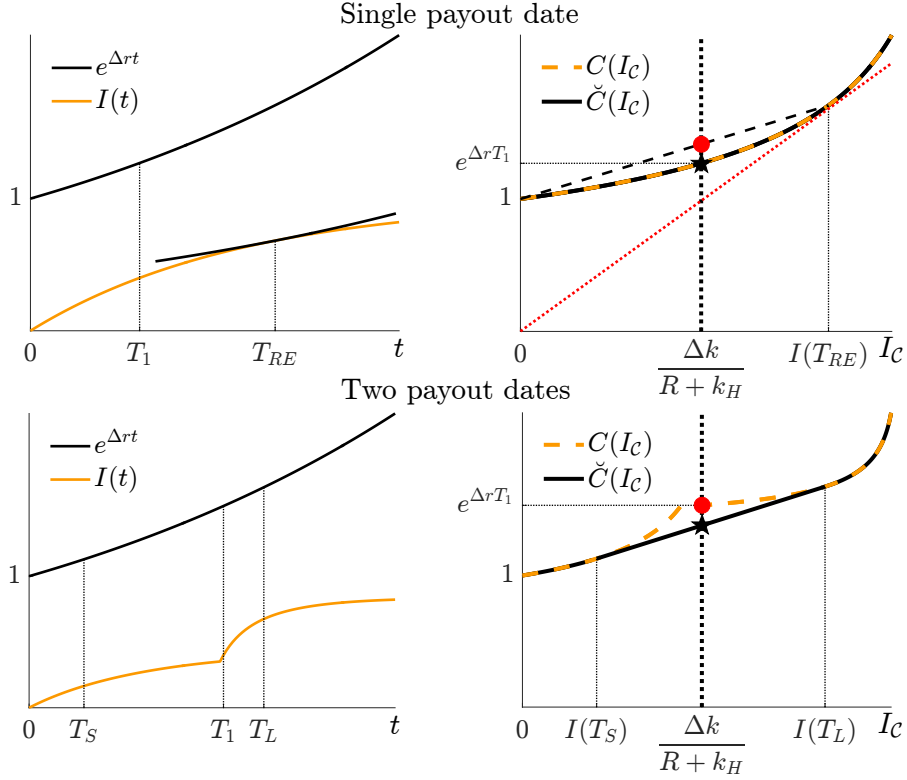 Single payout date
e^{Δrt}
I(t)
1
0
T_1
T_{RE}
t
C(I_𝒞)
C̆(I_𝒞)
e^{ΔrT_1}
1
0
Δk
R + k_H
I(T_{RE})
I_𝒞
Two payout dates
e^{Δrt}
I(t)
1
0
T_S
T_1
T_L
t
C(I_𝒞)
C̆(I_𝒞)
e^{ΔrT_1}
1
0
I(T_S)
Δk
R + k_H
I(T_L)
I_𝒞